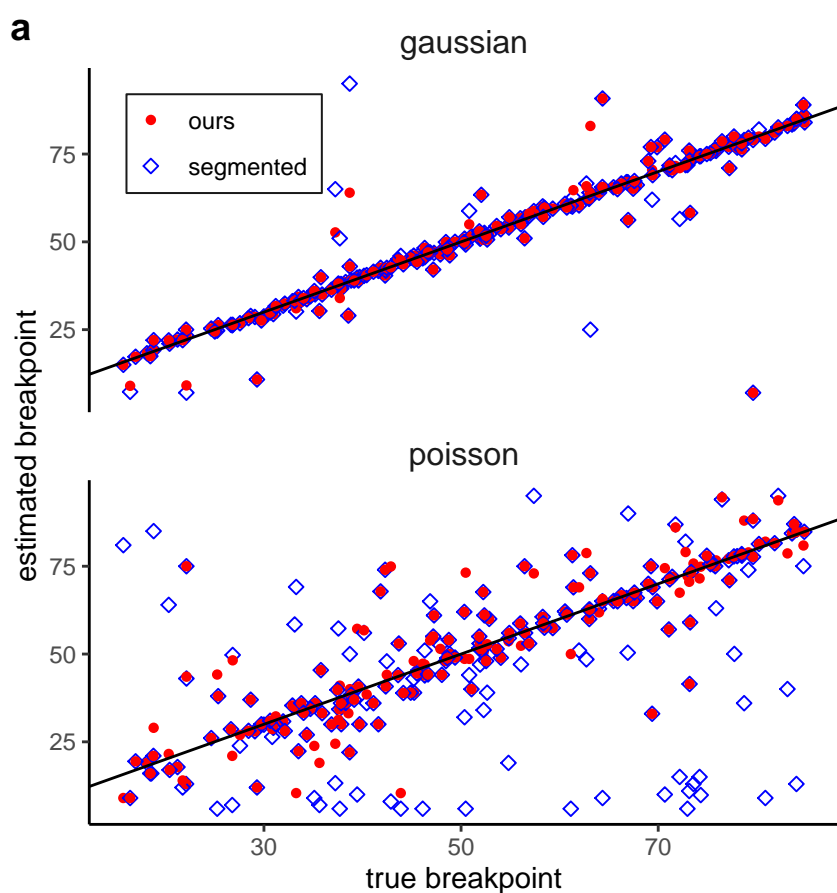 a
gaussian
ours
segmented
75
50
25
estimated breakpoint
poisson
75
50
25
30
50
70
true breakpoint